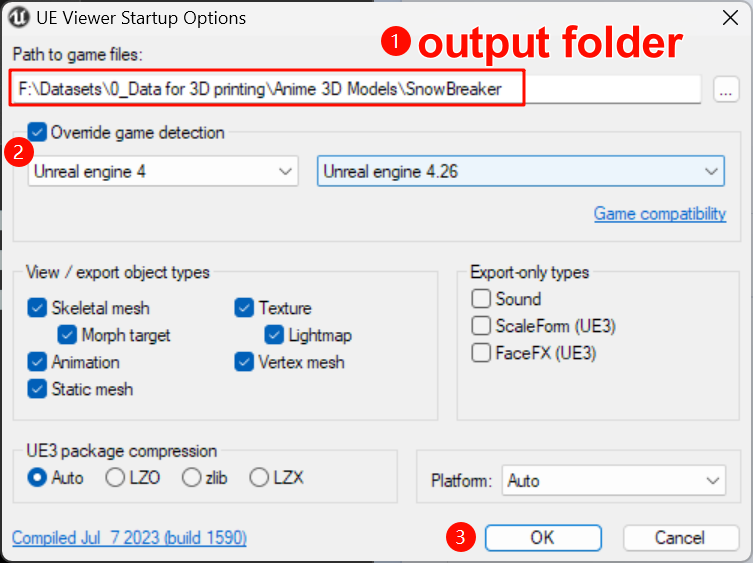 UE Viewer Startup Options
1 output folder
Path to game files:
F:\Datasets\0_Data for 3D printing\Anime 3D Models\SnowBreaker
...
Override game detection
2
Unreal engine 4 Unreal engine 4.26
Game compatibility
View / export object types Export-only types
Skeletal mesh Texture Sound
Morph target Lightmap ScaleForm (UE3)
Animation Vertex mesh FaceFX (UE3)
Static mesh
UE3 package compression
Auto LZO zlib LZX Platform: Auto
Compiled Jul 7 2023 (build 1590) 3 OK Cancel